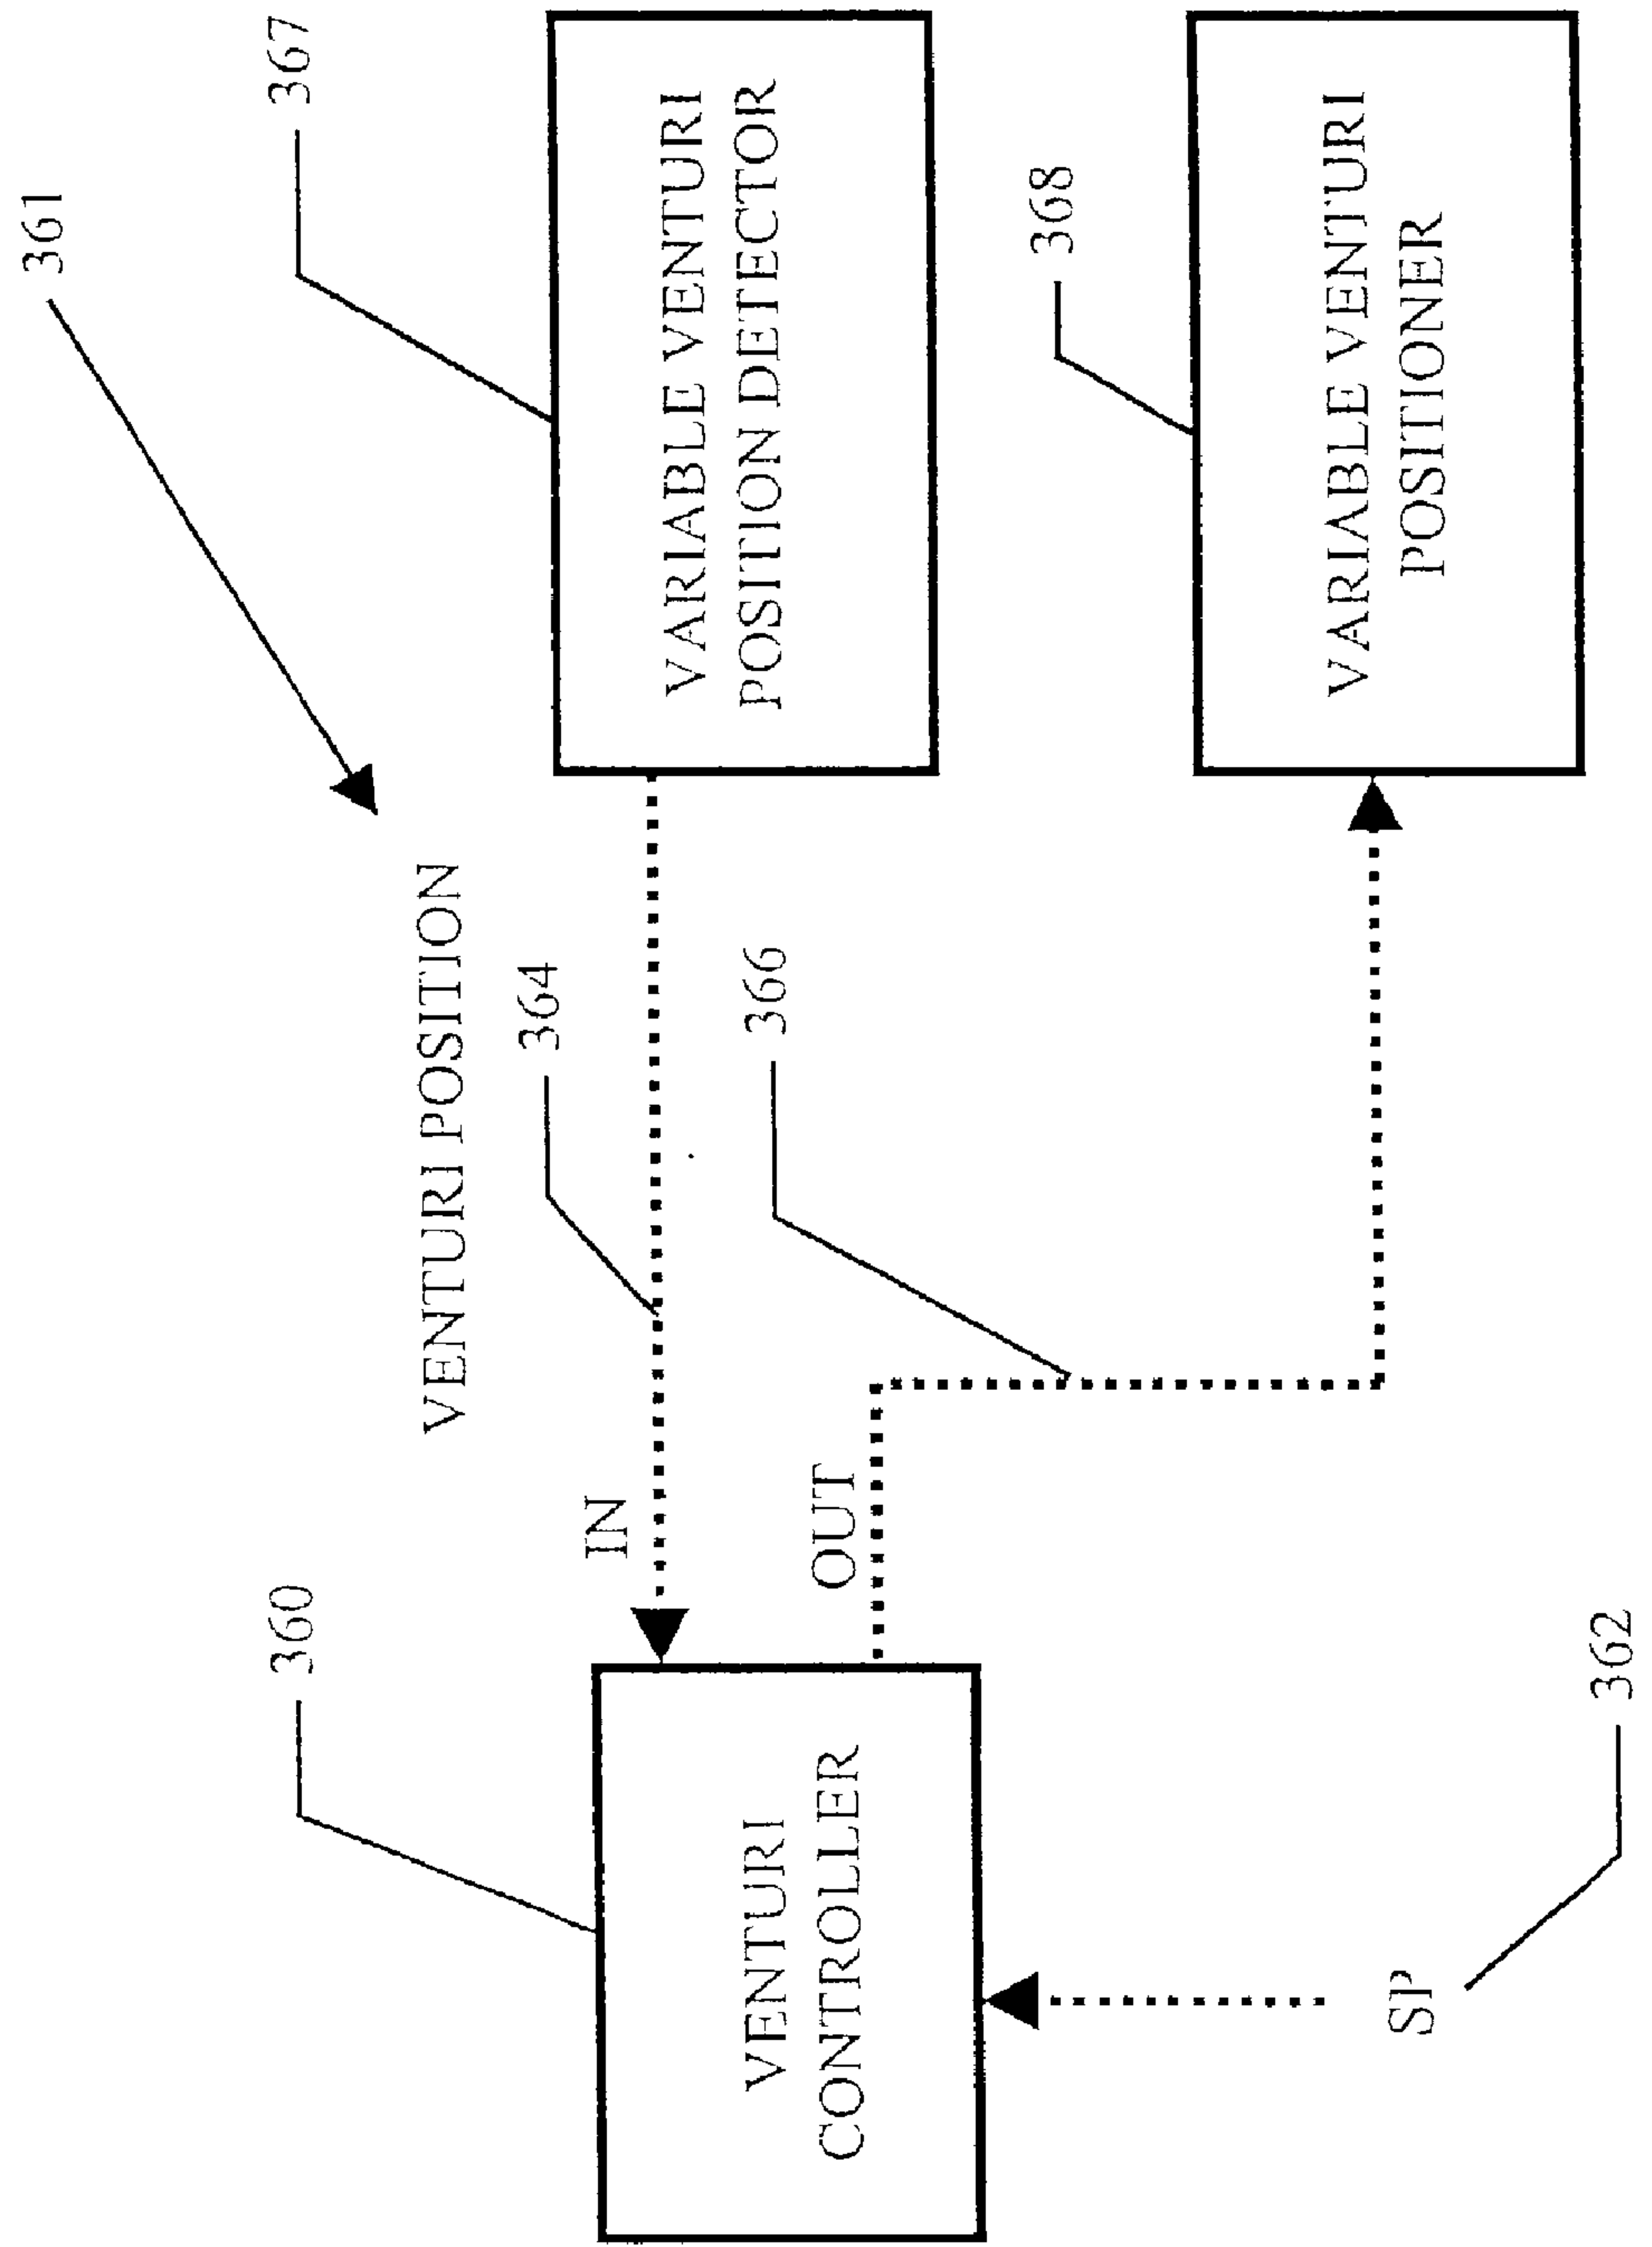 361
367
360
VENTURI POSITION
364
IN
VARIABLE VENTURI
POSITION DETECTOR
366
OUT
VENTURI
CONTROLLER
368
VARIABLE VENTURI
POSITIONER
SP
362